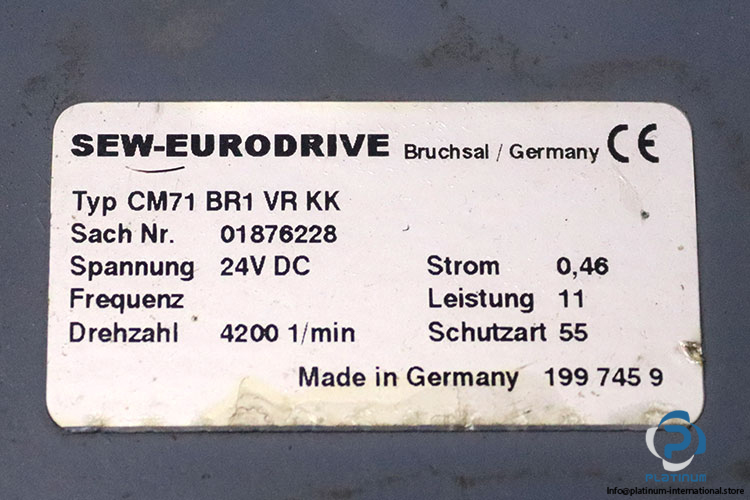 SEW-EURODRIVE Bruchsal / Germany CE
Typ CM71 BR1 VR KK
Sach Nr. 01876228
Spannung 24V DC Strom 0,46
Frequenz Leistung 11
Drehzahl 4200 1/min Schutzart 55
Made in Germany 199 745 9
PLATINUM
Info@platinum-international.store